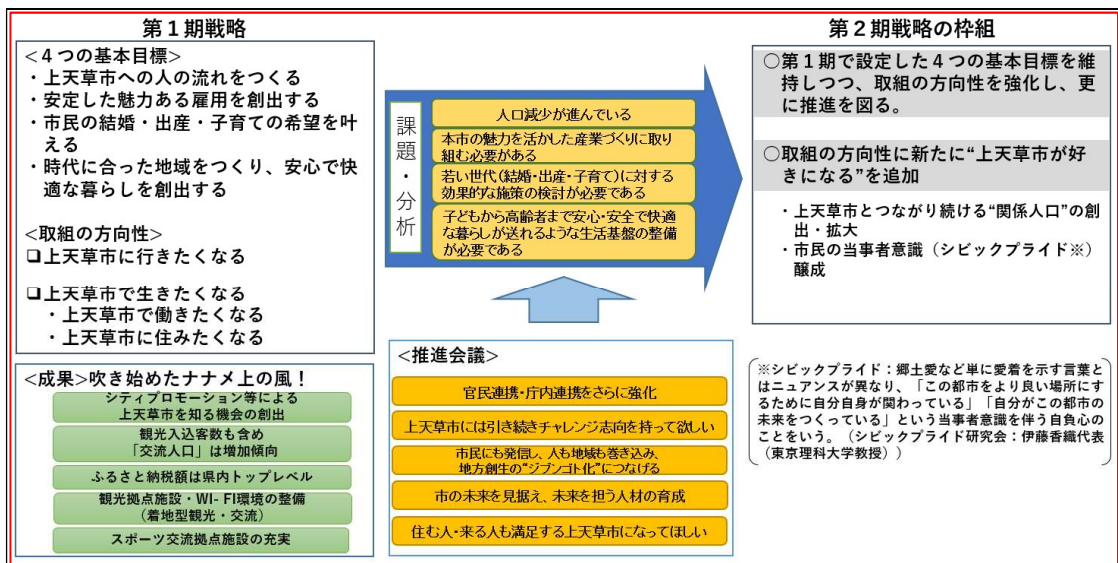 第1期戦略
<4つの基本目標>
・上天草市への人の流れをつくる
・安定した魅力ある雇用を創出する
・市民の結婚・出産・子育ての希望を叶
える
・時代に合った地域をつくり、安心で快
適な暮らしを創出する
<取組の方向性>
❏上天草市に行きたくなる
❏上天草市で生きたくなる
・上天草市で働きたくなる
・上天草市に住みたくなる
<成果>吹き始めたナナメ上の風！
シティプロモーション等による
上天草市を知る機会の創出
観光入込客数も含め
「交流人口」は増加傾向
ふるさと納税額は県内トップレベル
観光拠点施設・WI-FI環境の整備
（着地型観光・交流）
スポーツ交流拠点施設の充実
課題・分析
人口減少が進んでいる
本市の魅力を活かした産業づくりに取り
組む必要がある
若い世代（結婚・出産・子育て）に対する
効果的な施策の検討が必要である
子どもから高齢者まで安心・安全で快適
な暮らしが送れるような生活基盤の整備
が必要である
<推進会議>
官民連携・庁内連携をさらに強化
上天草市には引き続きチャレンジ志向を持って欲しい
市民にも発信し、人も地域も巻き込み、
地方創生の“ジブンゴト化”につなげる
市の未来を見据え、未来を担う人材の育成
住む人・来る人も満足する上天草市になってほしい
第2期戦略の枠組
○第1期で設定した4つの基本目標を維
持しつつ、取組の方向性を強化し、更
に推進を図る。
○取組の方向性に新たに“上天草市が好
きになる”を追加
・上天草市とつながり続ける“関係人口”の創
出・拡大
・市民の当事者意識（シビックプライド※）
醸成
※シビックプライド：郷土愛など単に愛着を示す言葉と
はニュアンスが異なり、「この都市をより良い場所にす
るために自分自身が関わっている」「自分がこの都市の
未来をつくっている」という当事者意識を伴う自負心の
ことをいう。（シビックプライド研究会：伊藤香織代表
（東京理科大学教授））